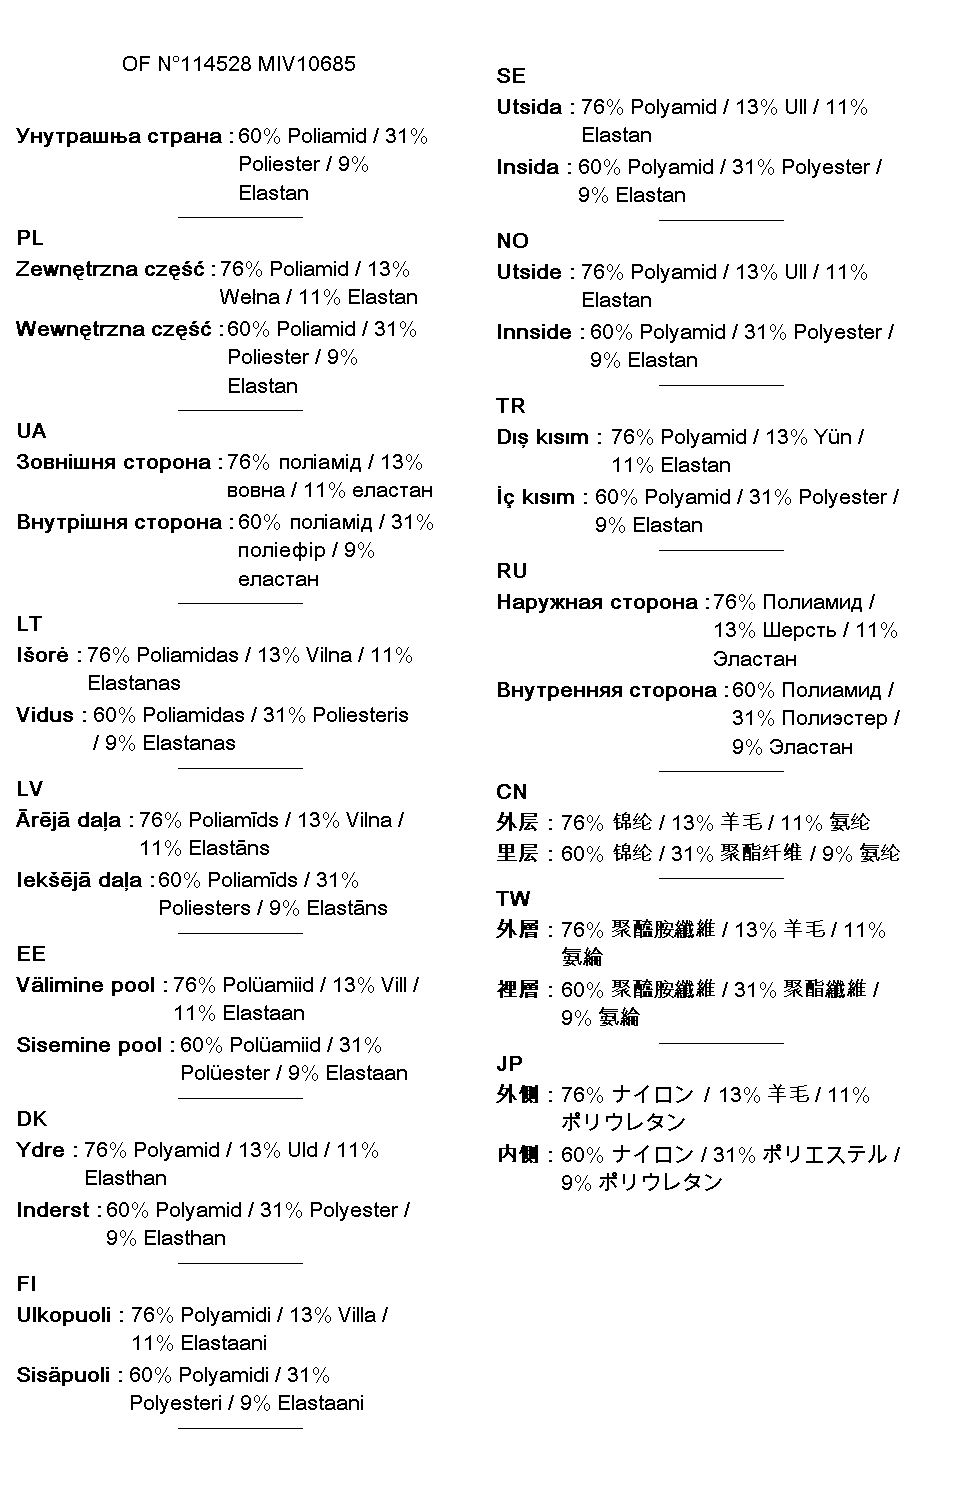 OF N°114528 MIV10685
Унутрашња страна : 60% Poliamid / 31%
Poliester / 9%
Elastan
PL
Zewnętrzna część : 76% Poliamid / 13%
Wełna / 11% Elastan
Wewnętrzna część : 60% Poliamid / 31%
Poliester / 9%
Elastan
UA
Зовнішня сторона : 76% поліамід / 13%
вовна / 11% еластан
Внутрішня сторона : 60% поліамід / 31%
поліефір / 9%
еластан
LT
Išorė : 76% Poliamidas / 13% Vilna / 11%
Elastanas
Vidus : 60% Poliamidas / 31% Poliesteris
/ 9% Elastanas
LV
Ārējā daļa : 76% Poliamīds / 13% Vilna /
11% Elastāns
Iekšējā daļa : 60% Poliamīds / 31%
Poliesters / 9% Elastāns
EE
Välimine pool : 76% Polüamiid / 13% Vill /
11% Elastaan
Sisemine pool : 60% Polüamiid / 31%
Polüester / 9% Elastaan
DK
Ydre : 76% Polyamid / 13% Uld / 11%
Elasthan
Inderst : 60% Polyamid / 31% Polyester /
9% Elasthan
FI
Ulkopuoli : 76% Polyamidi / 13% Villa /
11% Elastaani
Sisäpuoli : 60% Polyamidi / 31%
Polyesteri / 9% Elastaani
SE
Utsida : 76% Polyamid / 13% Ull / 11%
Elastan
Insida : 60% Polyamid / 31% Polyester /
9% Elastan
NO
Utside : 76% Polyamid / 13% Ull / 11%
Elastan
Innside : 60% Polyamid / 31% Polyester /
9% Elastan
TR
Dış kısım : 76% Polyamid / 13% Yün /
11% Elastan
İç kısım : 60% Polyamid / 31% Polyester /
9% Elastan
RU
Наружная сторона : 76% Полиамид /
13% Шерсть / 11%
Эластан
Внутренняя сторона : 60% Полиамид /
31% Полиэстер /
9% Эластан
CN
外层 : 76% 锦纶 / 13% 羊毛 / 11% 氨纶
里层 : 60% 锦纶 / 31% 聚酯纤维 / 9% 氨纶
TW
外層 : 76% 聚醯胺纖維 / 13% 羊毛 / 11%
氨綸
裡層 : 60% 聚醯胺纖維 / 31% 聚酯纖維 /
9% 氨綸
JP
外側 : 76% ナイロン / 13% 羊毛 / 11%
ポリウレタン
内側 : 60% ナイロン / 31% ポリエステル /
9% ポリウレタン